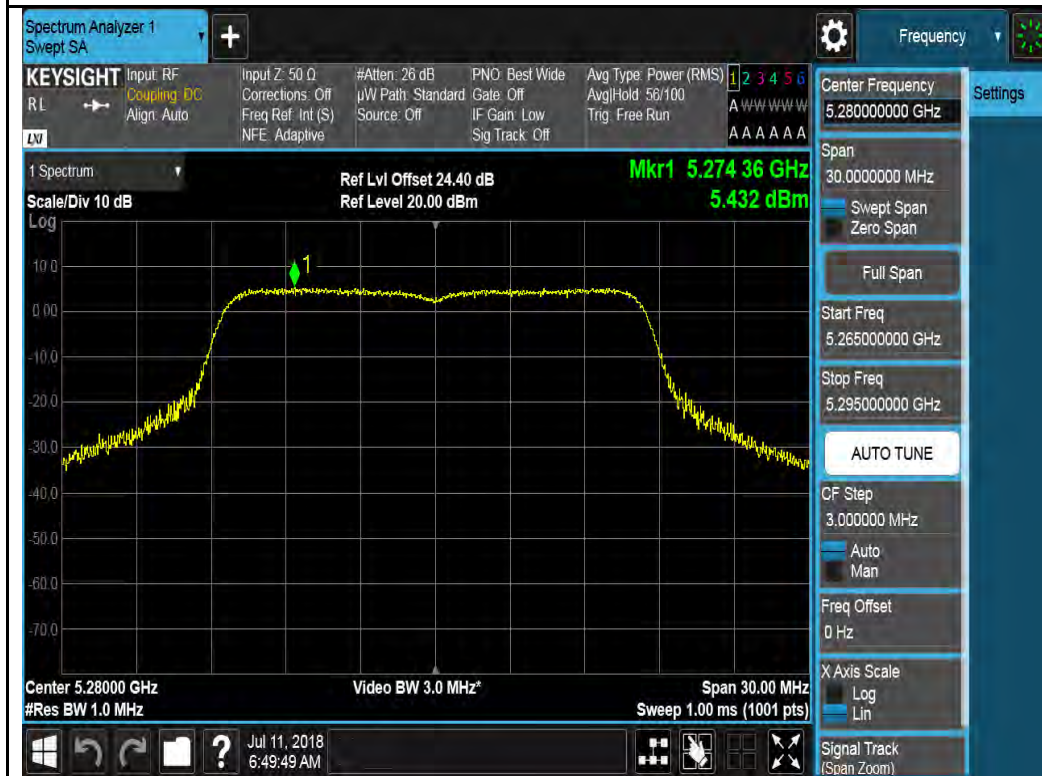 Spectrum Analyzer 1
Swept SA
+
Frequency
KEYSIGHT
RL
LXI
Input: RF
Coupling: DC
Align: Auto
Input Z: 50 Ω
Corrections: Off
Freq Ref: Int (S)
NFE: Adaptive
#Atten: 26 dB
µW Path: Standard
Source: Off
PNO: Best Wide
Gate: Off
IF Gain: Low
Sig Track: Off
Avg Type: Power (RMS)
Avg|Hold: 56/100
Trig: Free Run
1 2 3 4 5 6
A W W W W W
A A A A A A
1 Spectrum
Scale/Div 10 dB
Log
Ref Lvl Offset 24.40 dB
Ref Level 20.00 dBm
Mkr1 5.274 36 GHz
5.432 dBm
1
10.0
0.00
-10.0
-20.0
-30.0
-40.0
-50.0
-60.0
-70.0
Center 5.28000 GHz
#Res BW 1.0 MHz
Video BW 3.0 MHz*
Span 30.00 MHz
Sweep 1.00 ms (1001 pts)
?
Jul 11, 2018
6:49:49 AM
Center Frequency
5.280000000 GHz
Settings
Span
30.0000000 MHz
Swept Span
Zero Span
Full Span
Start Freq
5.265000000 GHz
Stop Freq
5.295000000 GHz
AUTO TUNE
CF Step
3.000000 MHz
Auto
Man
Freq Offset
0 Hz
X Axis Scale
Log
Lin
Signal Track
(Span Zoom)